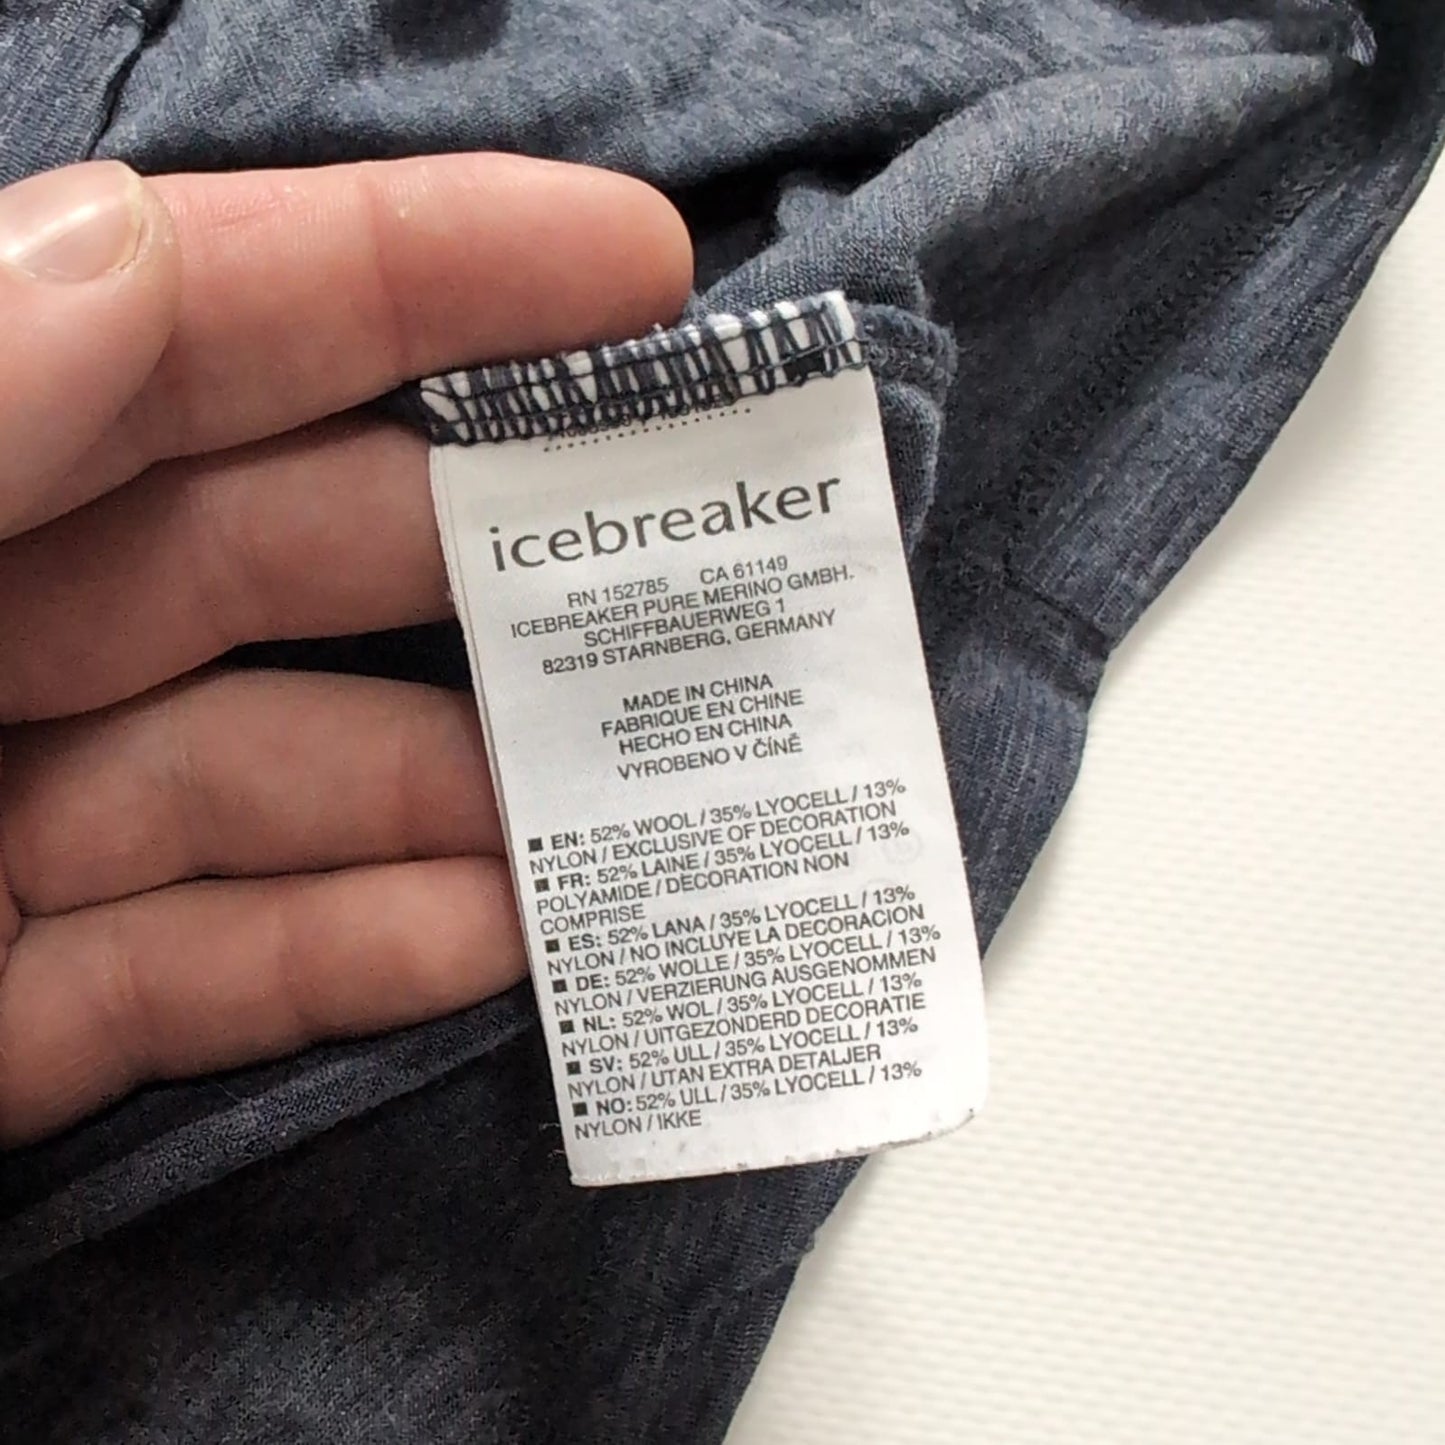 icebreaker
RN 152785 CA 61149
ICEBREAKER PURE MERINO GMBH.
SCHIFFBAUERWEG 1
82319 STARNBERG, GERMANY
MADE IN CHINA
FABRIQUE EN CHINE
HECHO EN CHINA
VYROBENO V ČÍNĚ
■ EN: 52% WOOL / 35% LYOCELL / 13%
NYLON / EXCLUSIVE OF DECORATION
■ FR: 52% LAINE / 35% LYOCELL / 13%
POLYAMIDE / DECORATION NON
COMPRISE
■ ES: 52% LANA / 35% LYOCELL / 13%
NYLON / NO INCLUYE LA DECORACION
■ DE: 52% WOLLE / 35% LYOCELL / 13%
NYLON / VERZIERUNG AUSGENOMMEN
■ NL: 52% WOL / 35% LYOCELL / 13%
NYLON / UITGEZONDERD DECORATIE
■ SV: 52% ULL / 35% LYOCELL / 13%
NYLON / UTAN EXTRA DETALJER
■ NO: 52% ULL / 35% LYOCELL / 13%
NYLON / IKKE